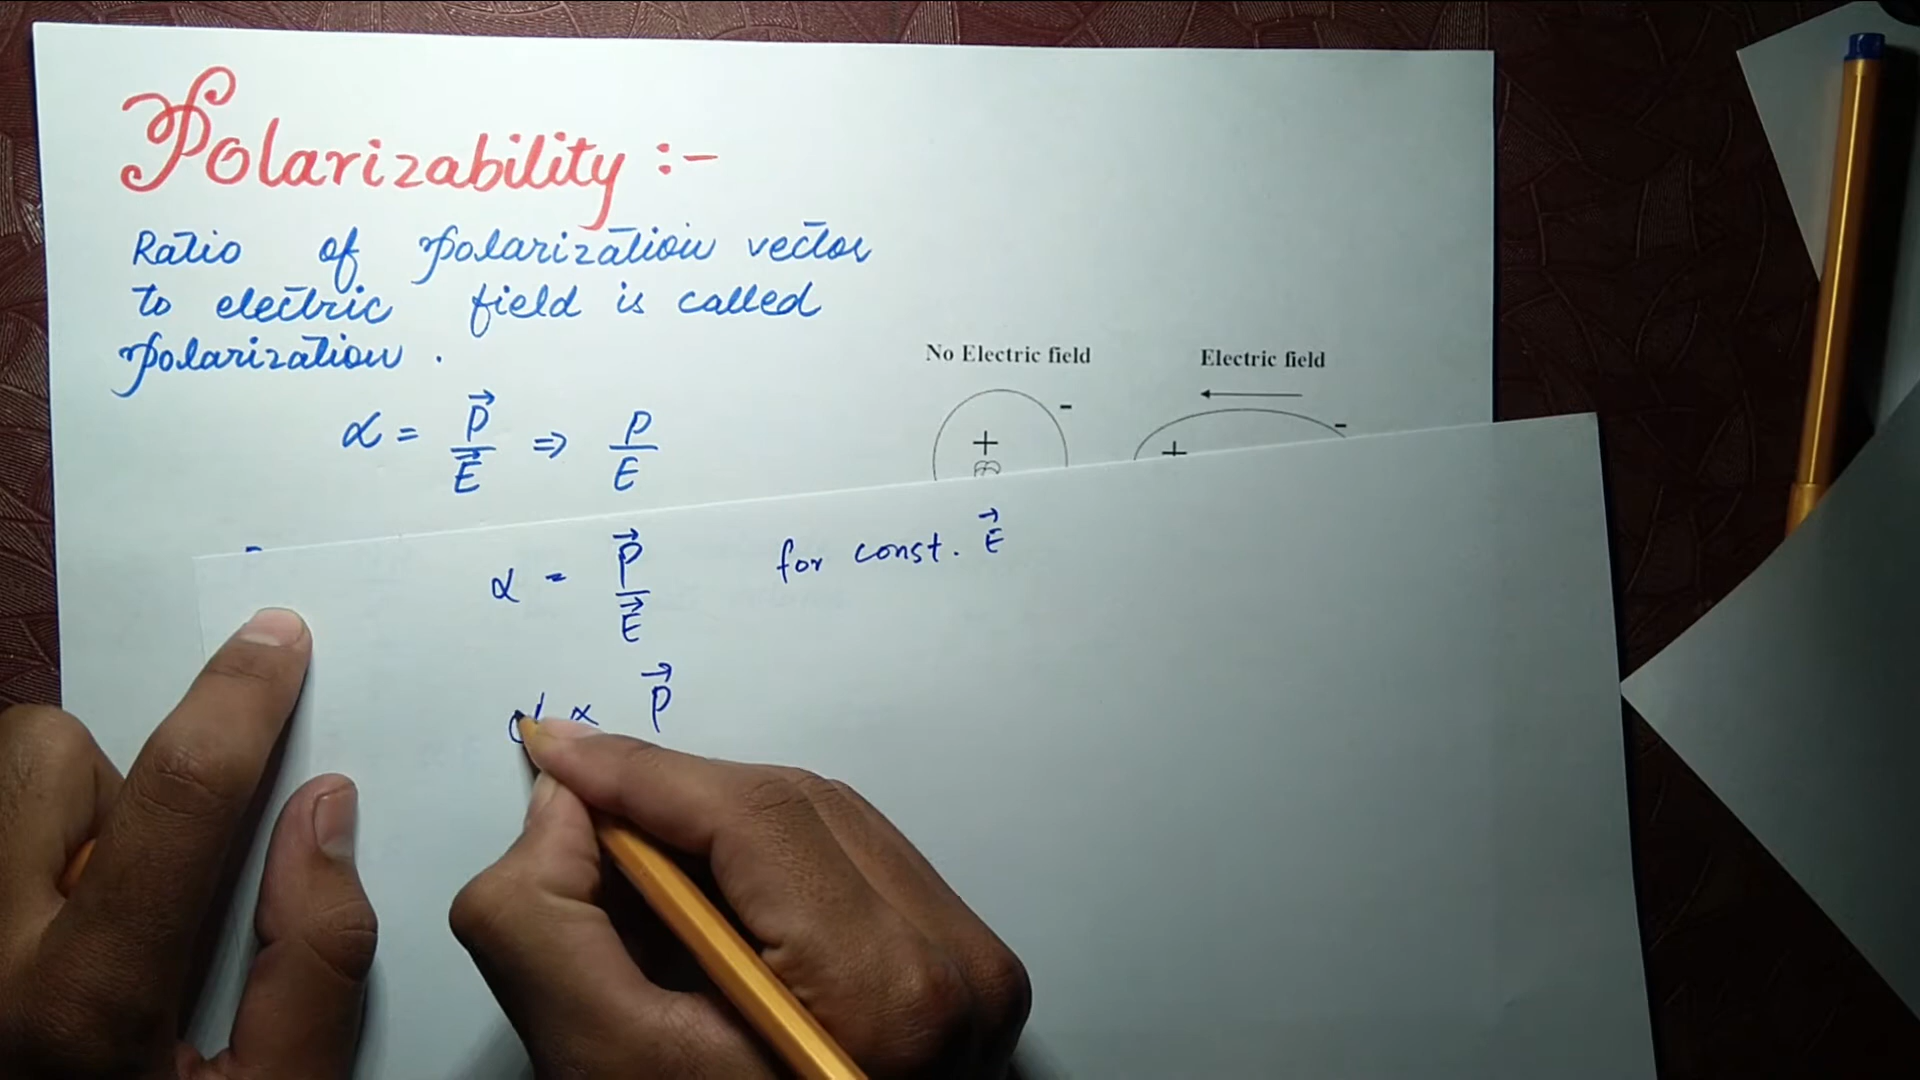 Polarizability :-
Ratio of polarization vector
to electric field is called
polarization .
No Electric field
Electric field
- -
+ +
α = P⃗/E⃗ ⇒ P/E
α = P⃗/E⃗ for const. E⃗
α ∝ P⃗